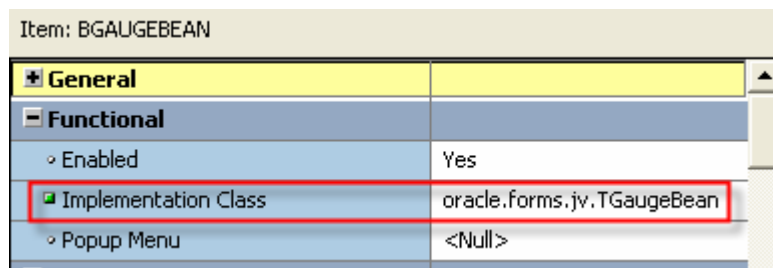 Item: BGAUGEBEAN
General
Functional
Enabled Yes
Implementation Class oracle.forms.jv.TGaugeBean
Popup Menu <Null>